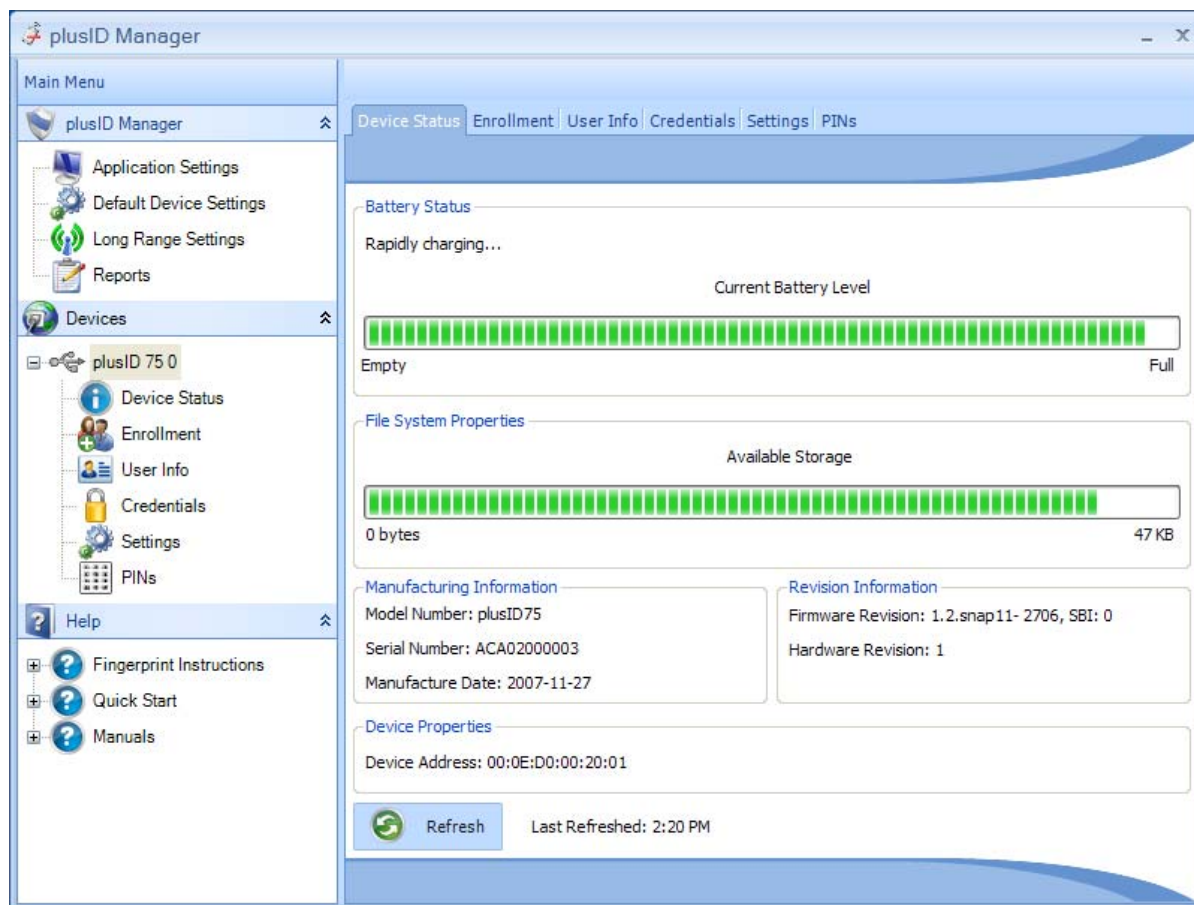 plusID Manager
Main Menu
plusID Manager
Application Settings
Default Device Settings
Long Range Settings
Reports
Devices
plusID 75 0
Device Status
Enrollment
User Info
Credentials
Settings
PINs
Help
Fingerprint Instructions
Quick Start
Manuals
Device Status Enrollment User Info Credentials Settings PINs
Battery Status
Rapidly charging...
Current Battery Level
Empty Full
File System Properties
Available Storage
0 bytes 47 KB
Manufacturing Information
Model Number: plusID75
Serial Number: ACA02000003
Manufacture Date: 2007-11-27
Revision Information
Firmware Revision: 1.2.snap11- 2706, SBI: 0
Hardware Revision: 1
Device Properties
Device Address: 00:0E:D0:00:20:01
Refresh Last Refreshed: 2:20 PM